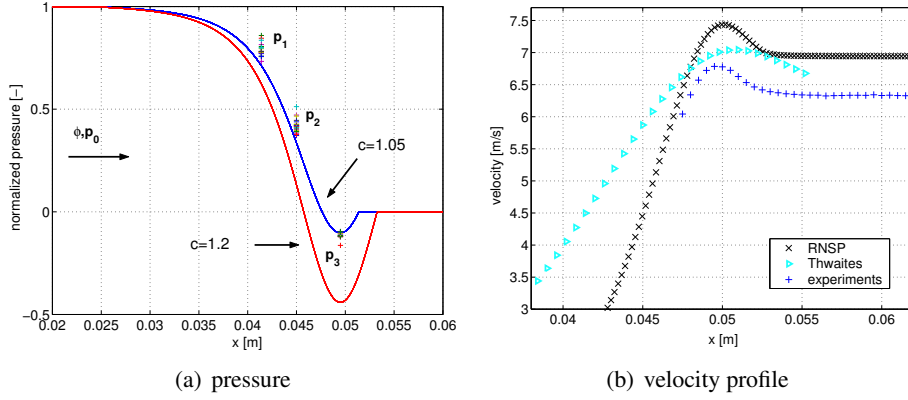 1
0.5
0
−0.5
normalized pressure [−]
p1
p2
p3
ϕ,p0
c=1.05
c=1.2
0.02 0.025 0.03 0.035 0.04 0.045 0.05 0.055 0.06
x [m]
(a) pressure
7.5
7
6.5
6
5.5
5
4.5
4
3.5
3
velocity [m/s]
RNSP
Thwaites
experiments
0.04 0.045 0.05 0.055 0.06
x [m]
(b) velocity profile